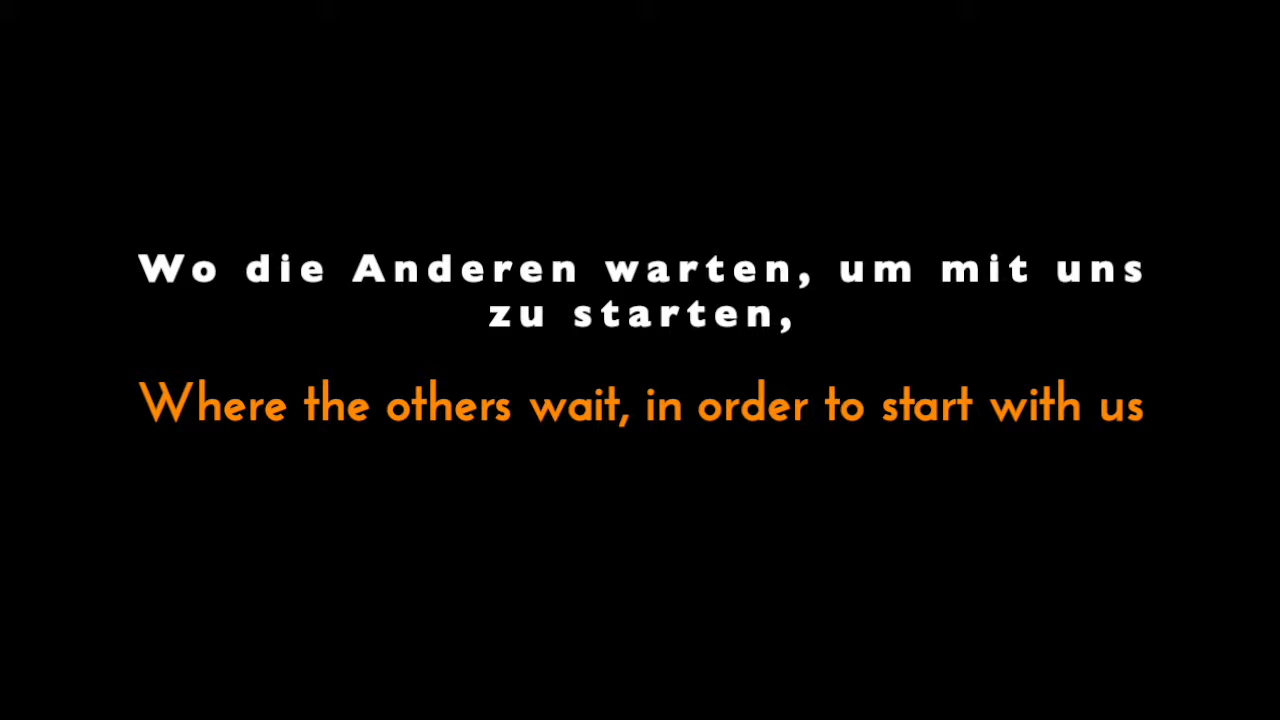 Wo die Anderen warten, um mit uns
zu starten,
Where the others wait, in order to start with us